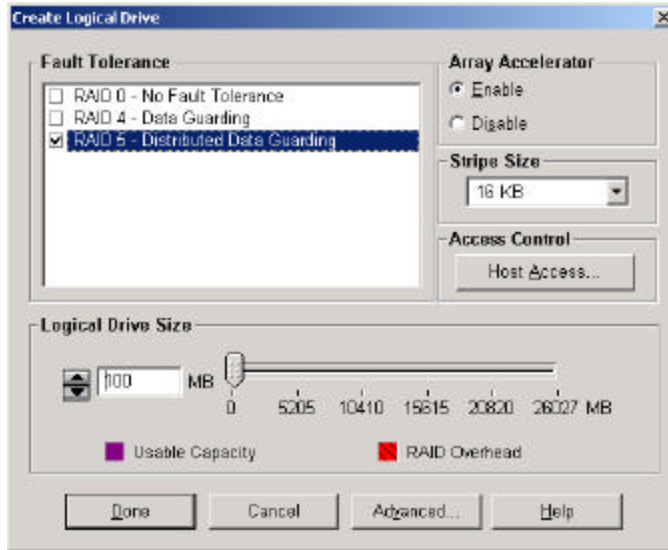 Create Logical Drive
Fault Tolerance
RAID 0 - No Fault Tolerance
RAID 4 - Data Guarding
RAID 5 - Distributed Data Guarding
Array Accelerator
Enable
Disable
Stripe Size
16 KB
Access Control
Host Access...
Logical Drive Size
100 MB
0 5205 10410 15615 20820 26027 MB
Usable Capacity
RAID Overhead
Done Cancel Advanced... Help